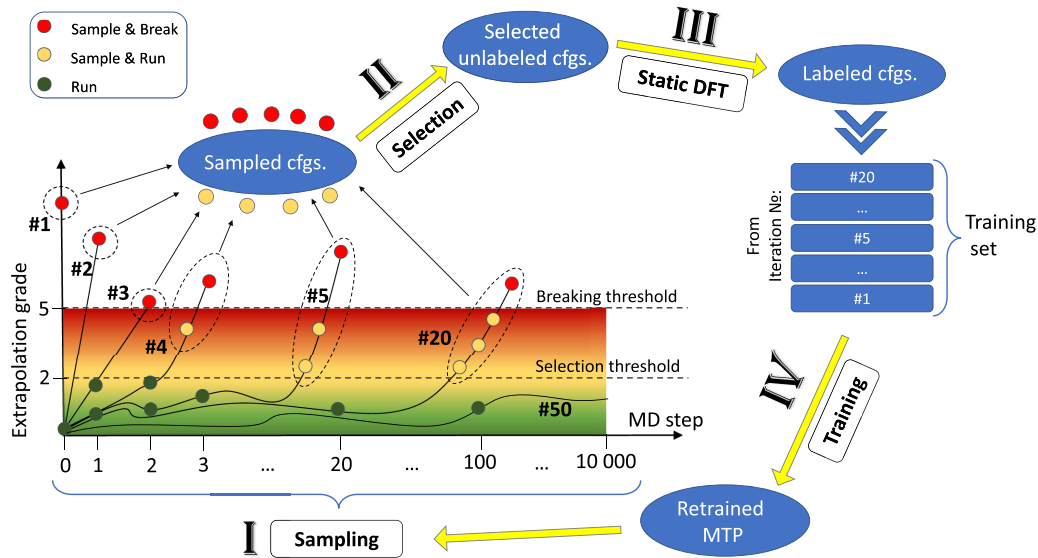 Sample & Break
Sample & Run
Run
Selected
unlabeled cfgs.
III
Static DFT
Labeled cfgs.
II
Selection
Sampled cfgs.
#20
...
#5
...
#1
From
Iteration №:
Training
set
Extrapolation grade
5
2
#1
#2
#3
#4
#5
#20
#50
Breaking threshold
Selection threshold
MD step
0 1 2 3 ... 20 ... 100 ... 10 000
I
Sampling
IV
Training
Retrained
MTP